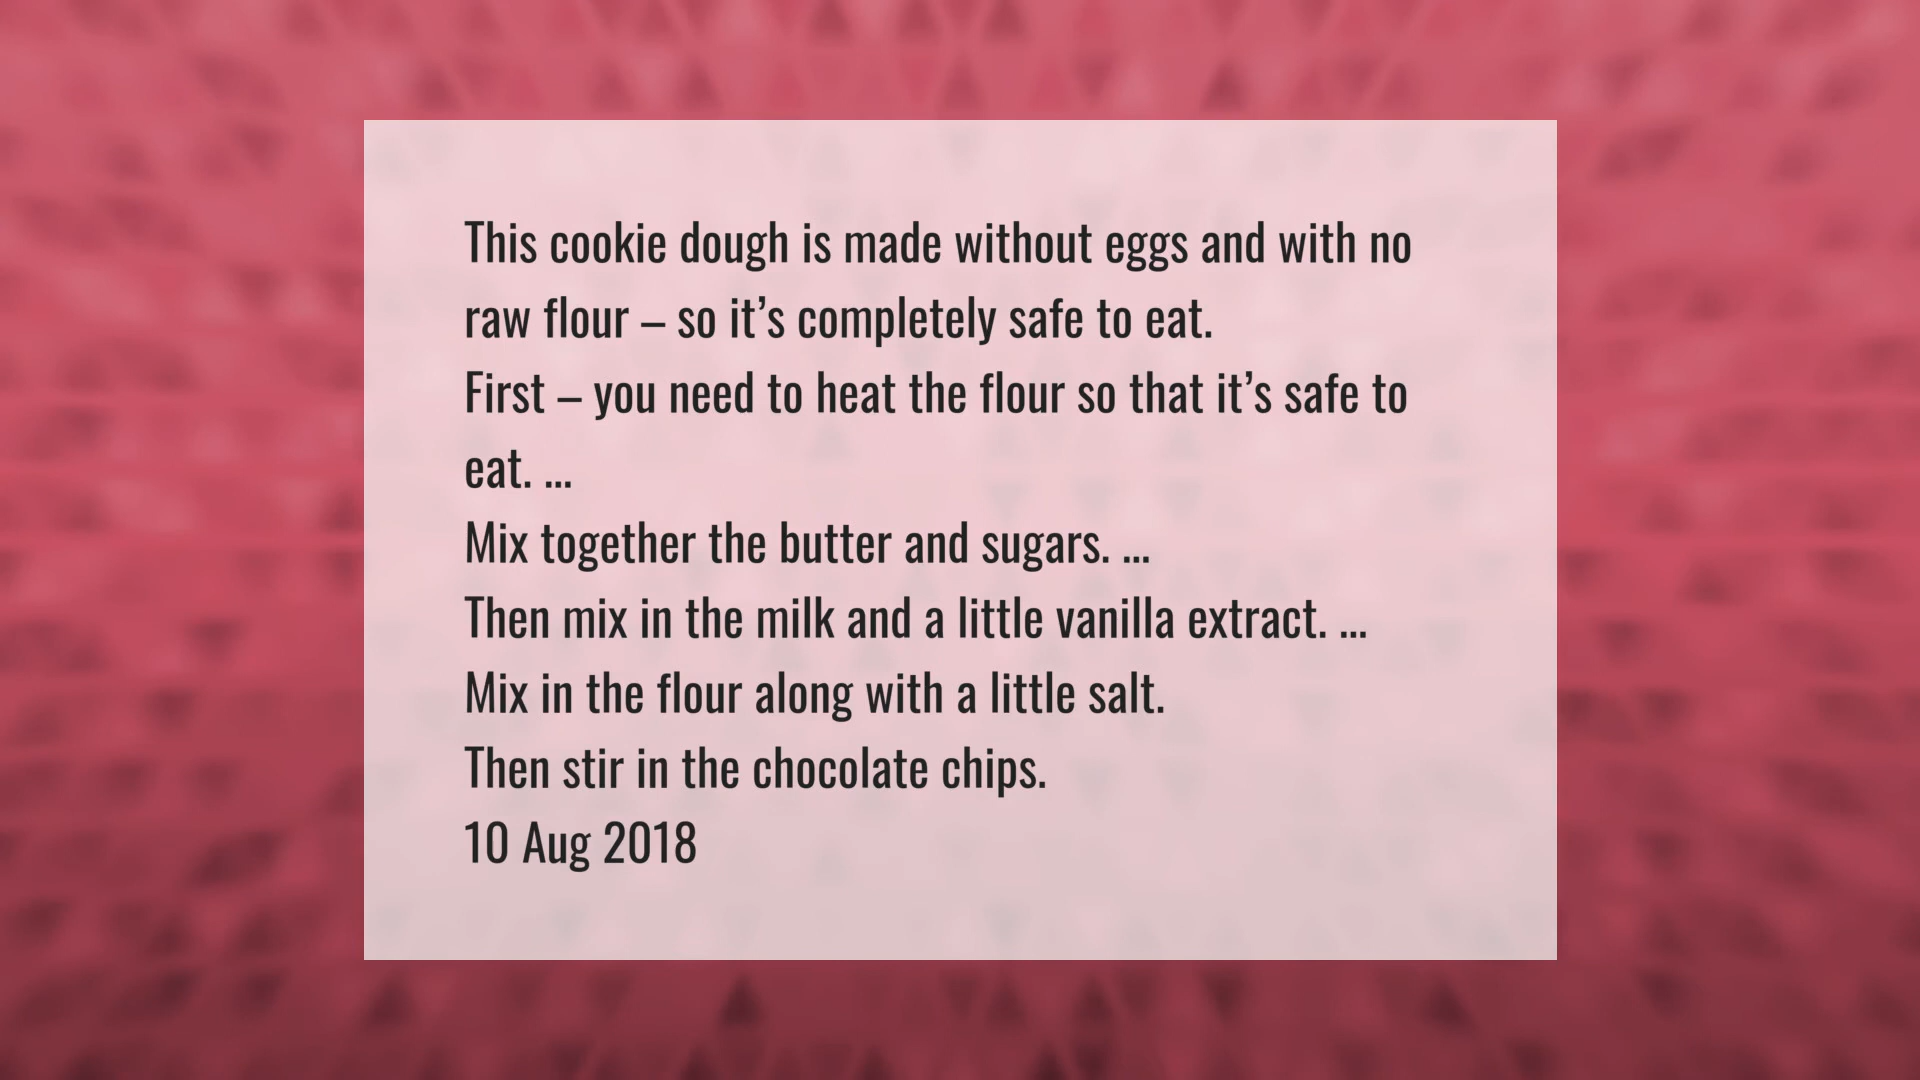 This cookie dough is made without eggs and with no
raw flour – so it’s completely safe to eat.
First – you need to heat the flour so that it’s safe to
eat. ...
Mix together the butter and sugars. ...
Then mix in the milk and a little vanilla extract. ...
Mix in the flour along with a little salt.
Then stir in the chocolate chips.
10 Aug 2018